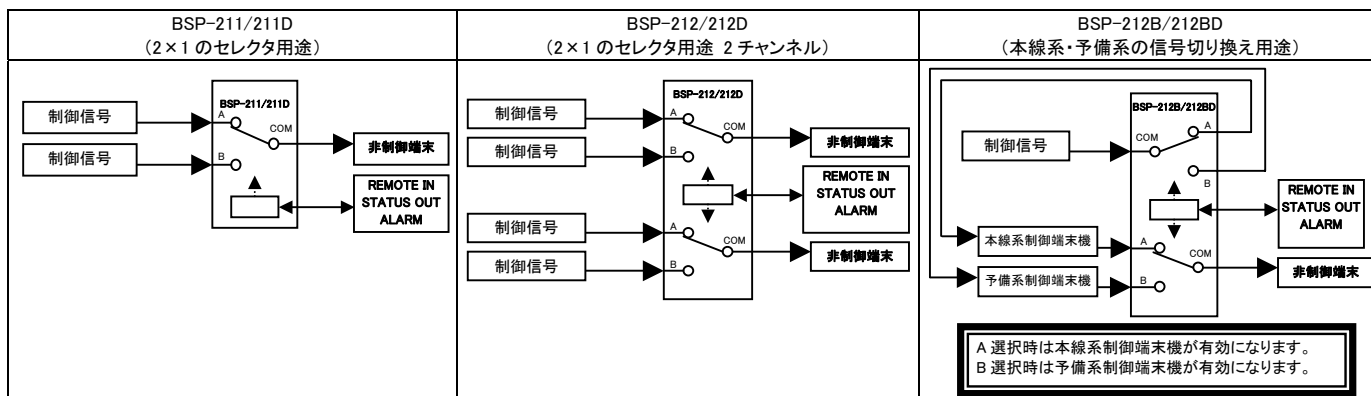 BSP-211/211D
（2×1 のセレクタ用途）
BSP-211/211D
制御信号
A
COM
非制御端末
制御信号
B
REMOTE IN
STATUS OUT
ALARM
BSP-212/212D
（2×1 のセレクタ用途 2 チャンネル）
BSP-212/212D
制御信号
A
COM
非制御端末
制御信号
B
REMOTE IN
STATUS OUT
ALARM
制御信号
A
COM
非制御端末
制御信号
B
BSP-212B/212BD
（本線系・予備系の信号切り換え用途）
BSP-212B/212BD
A
COM
制御信号
B
REMOTE IN
STATUS OUT
ALARM
本線系制御端末機
A
COM
非制御端末
予備系制御端末機
B
A 選択時は本線系制御端末機が有効になります。
B 選択時は予備系制御端末機が有効になります。